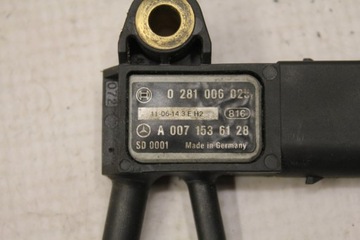 0 281 006 025
11-06-14 3 E H2 816
A 007 153 61 28
SD 0001 Made in Germany